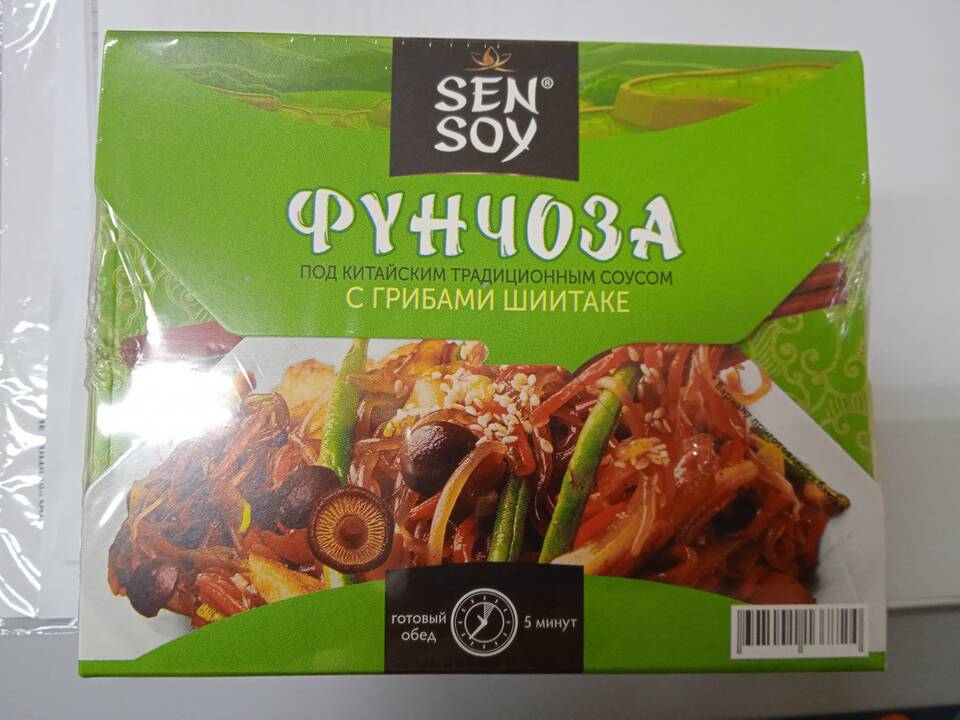 SEN®
SOY
ФУНЧОЗА
ПОД КИТАЙСКИМ ТРАДИЦИОННЫМ СОУСОМ
С ГРИБАМИ ШИИТАКЕ
готовый
обед
5 минут